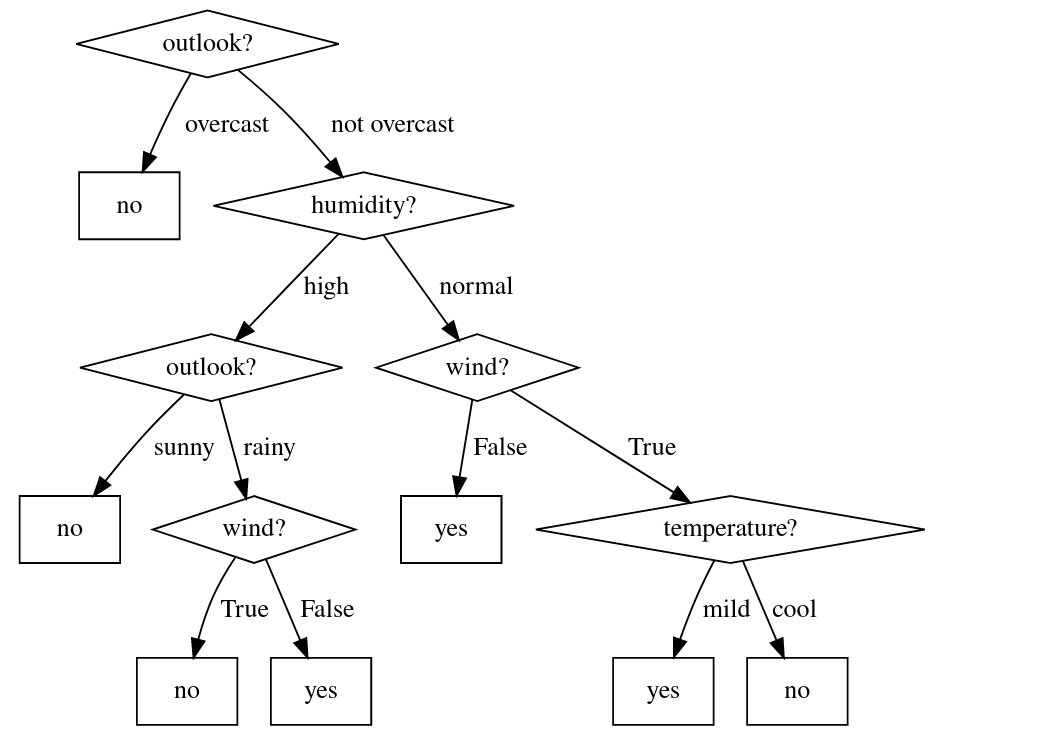 outlook?
overcast
not overcast
no
humidity?
high
normal
outlook?
wind?
sunny
rainy
False
True
no
wind?
yes
temperature?
True
False
mild
cool
no
yes
yes
no